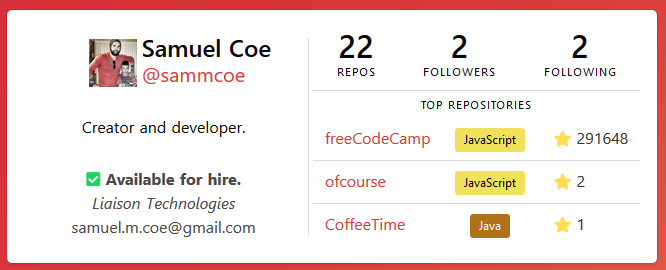 Samuel Coe
@sammcoe
Creator and developer.
Available for hire.
Liaison Technologies
samuel.m.coe@gmail.com
22 2 2
REPOS FOLLOWERS FOLLOWING
TOP REPOSITORIES
freeCodeCamp JavaScript 291648
ofcourse JavaScript 2
CoffeeTime Java 1